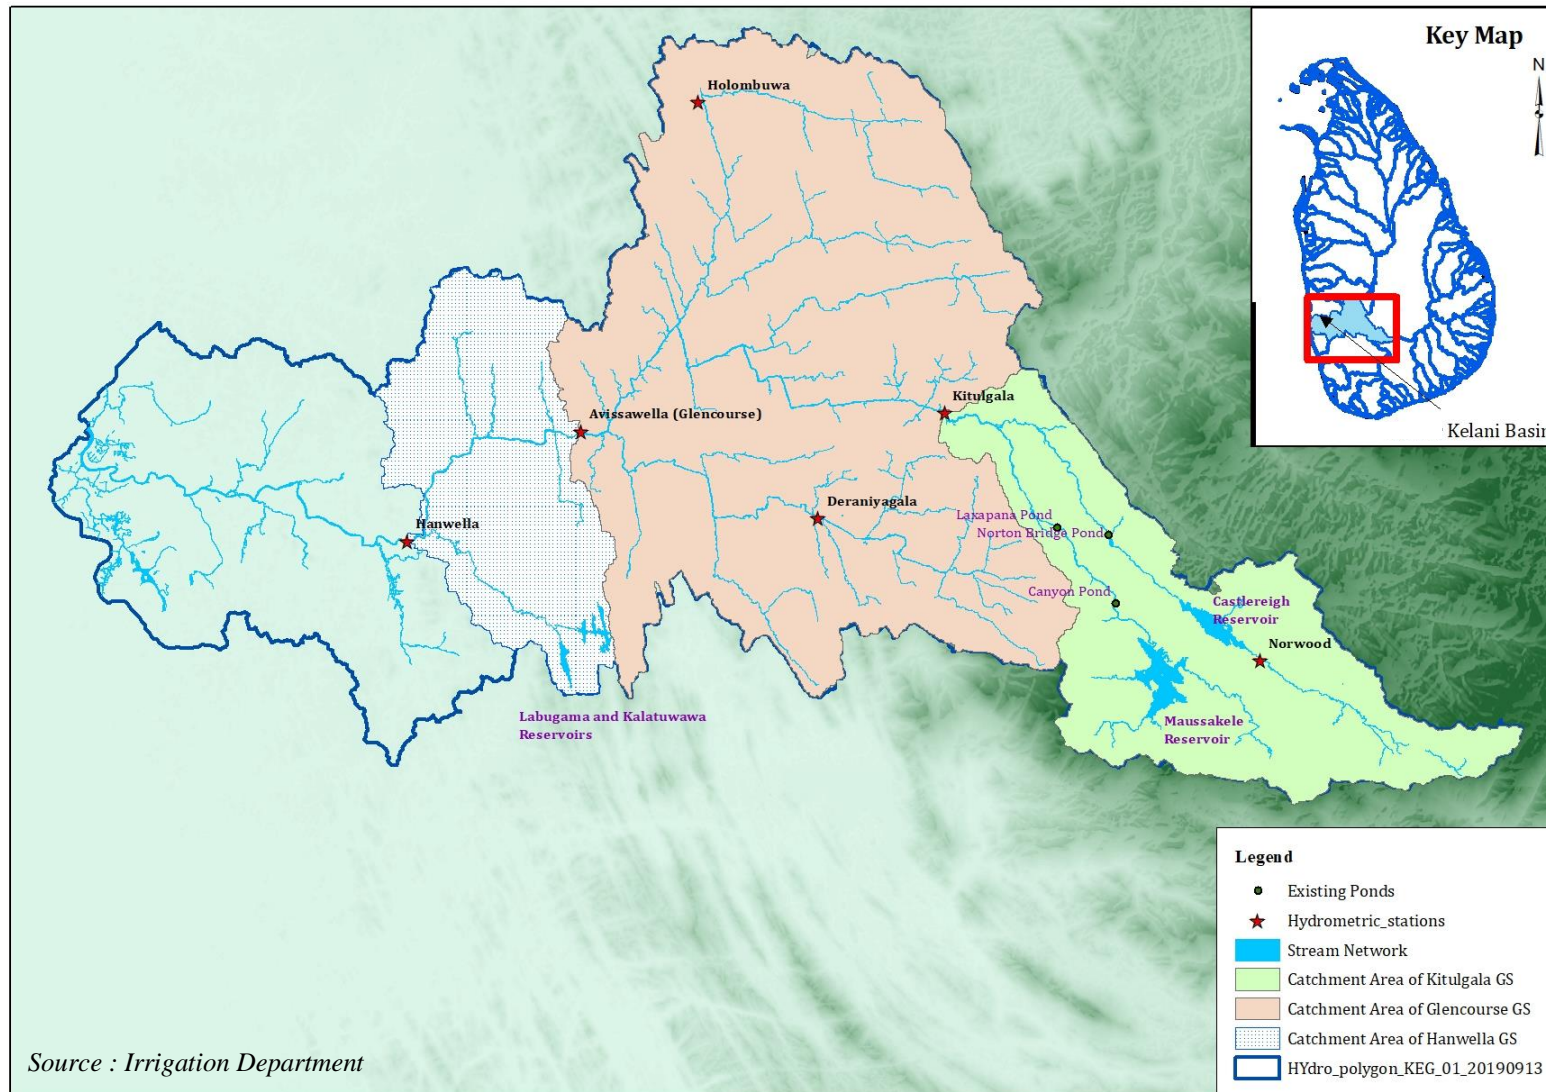 Key Map
N
Kelani Basin
Holombuwa
Kitulgala
Avissawella (Glencourse)
Deraniyagala
Laxapana Pond
Norton Bridge Pond
Hanwella
Canyon Pond
Castlereigh
Reservoir
Norwood
Labugama and Kalatuwawa
Reservoirs
Maussakele
Reservoir
Legend
Existing Ponds
Hydrometric_stations
Stream Network
Catchment Area of Kitulgala GS
Catchment Area of Glencourse GS
Catchment Area of Hanwella GS
HYdro_polygon_KEG_01_20190913
Source : Irrigation Department